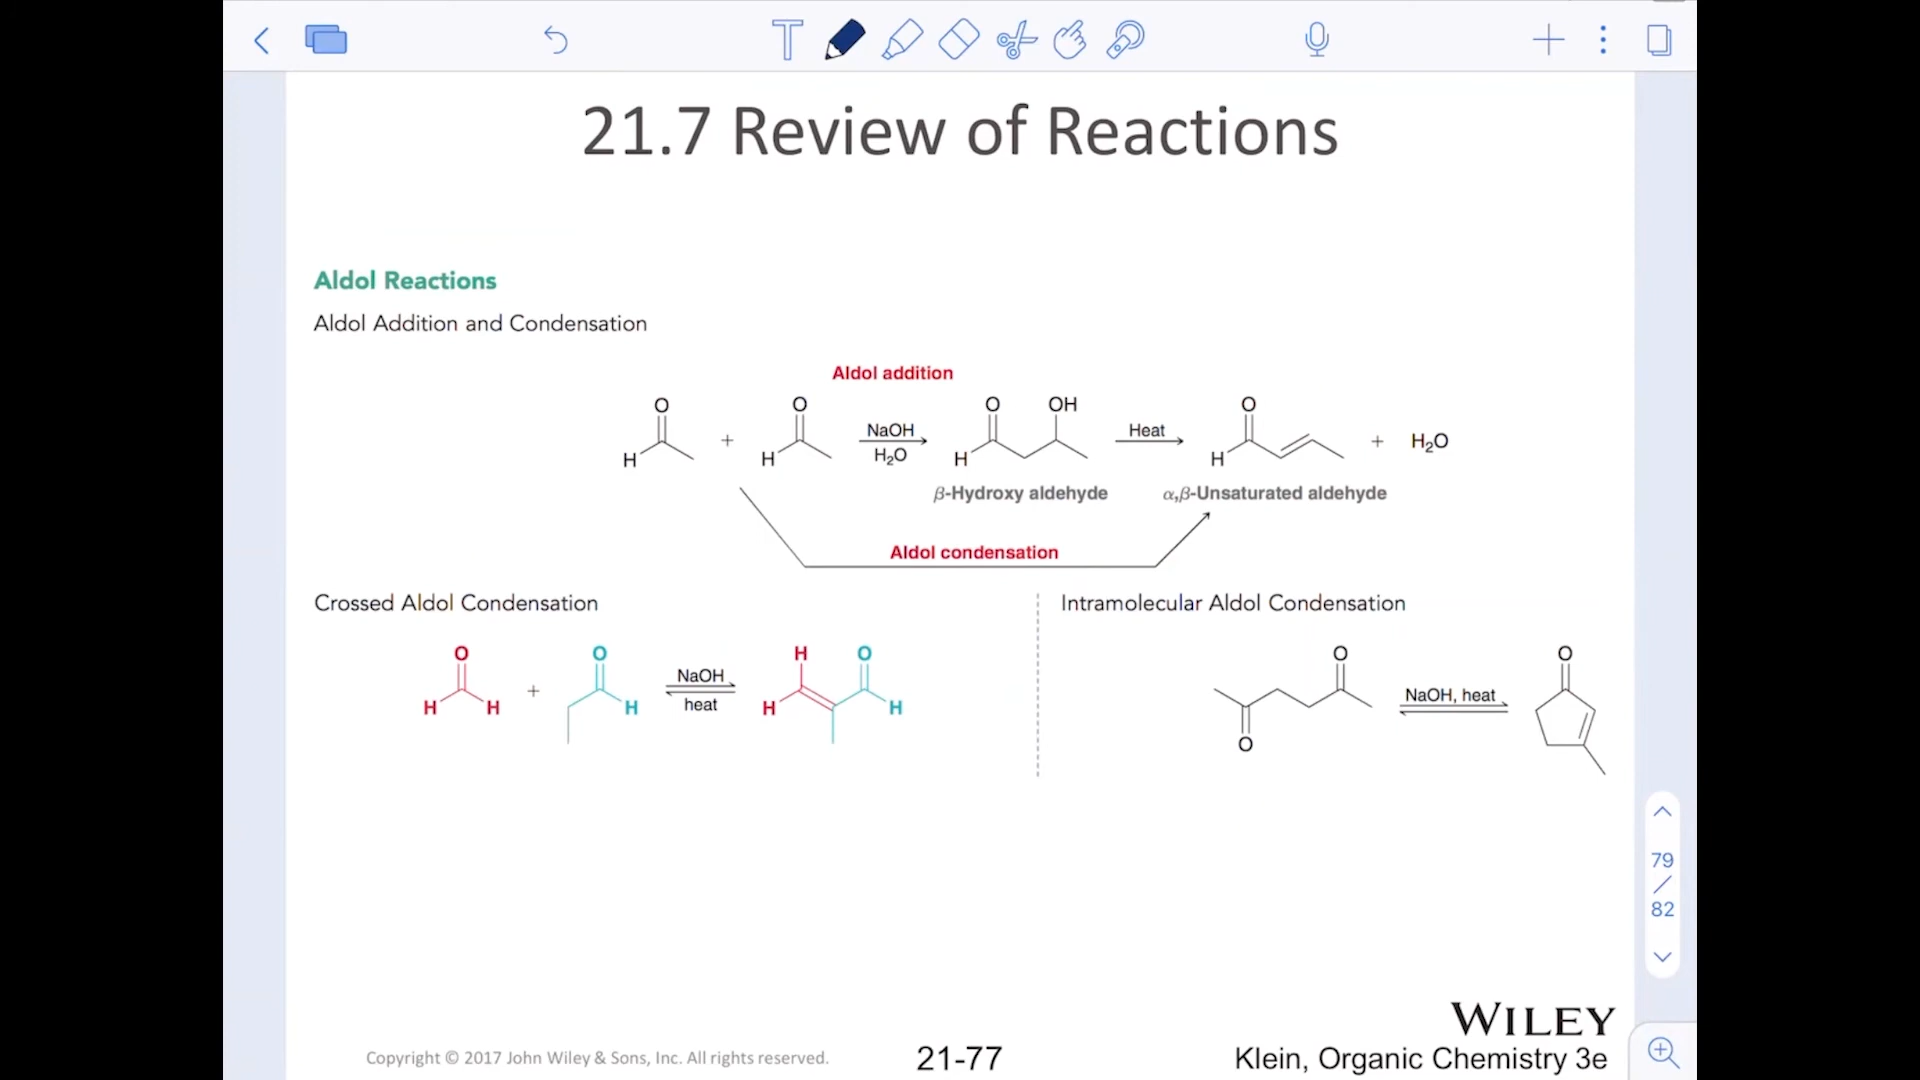 21.7 Review of Reactions
Aldol Reactions
Aldol Addition and Condensation
Aldol addition
O
O
O
OH
O
H
+
H
NaOH
H₂O
H
Heat
H
+
H₂O
β-Hydroxy aldehyde
α,β-Unsaturated aldehyde
Aldol condensation
Crossed Aldol Condensation
O
H
H
+
O
H
NaOH
heat
H
H
O
H
Intramolecular Aldol Condensation
O
O
NaOH, heat
O
79
/
82
WILEY
Copyright © 2017 John Wiley & Sons, Inc. All rights reserved.
21-77
Klein, Organic Chemistry 3e